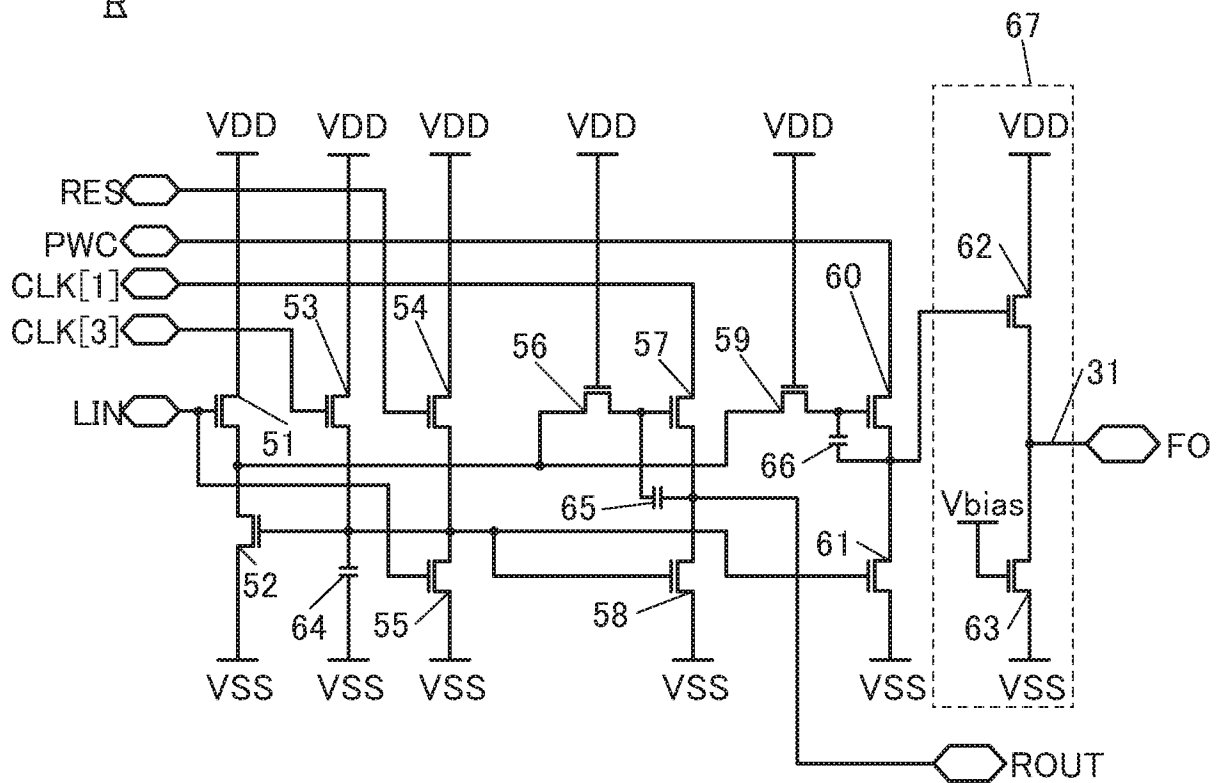 R
67
VDD VDD VDD VDD VDD VDD
RES
PWC
62
CLK[1]
53 54 60
CLK[3]
56 57 59
31
LIN
51
FO
66
65
Vbias
61
52
64 55 58 63
VSS VSS VSS VSS VSS VSS
ROUT